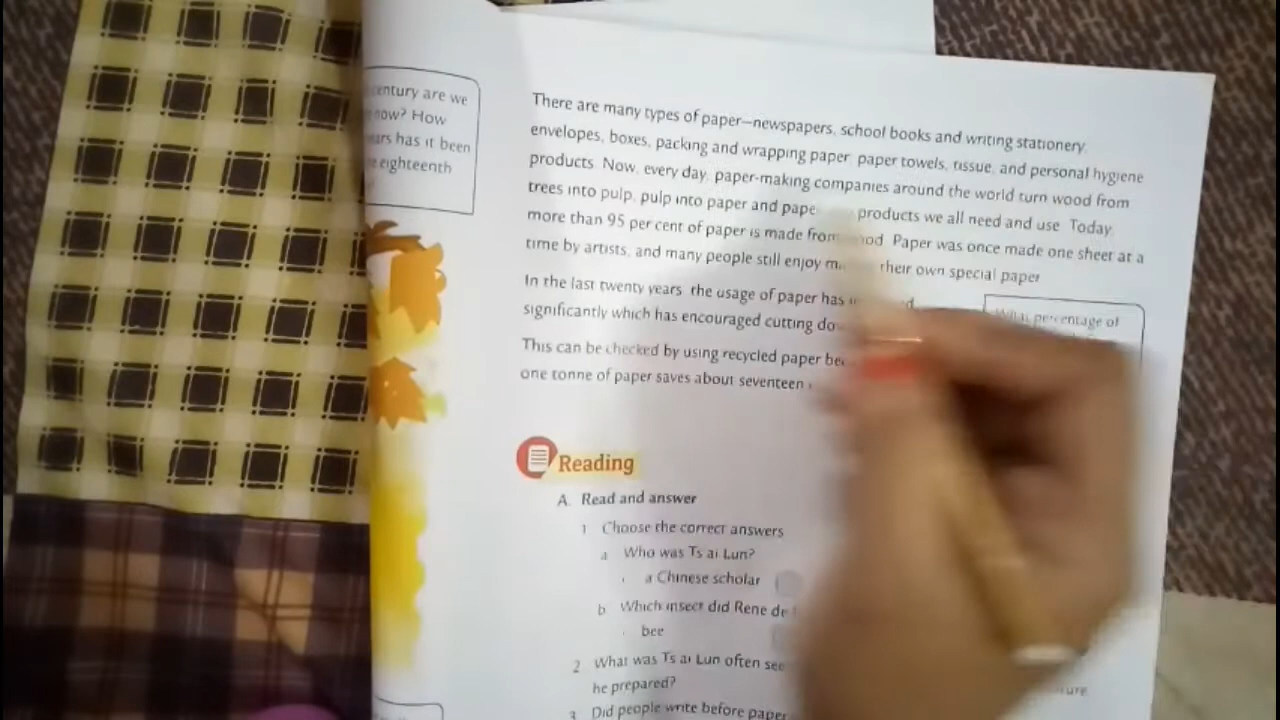 century are we
now? How
ears has it been
e eighteenth
There are many types of paper—newspapers, school books and writing stationery,
envelopes, boxes, packing and wrapping paper, paper towels, tissue, and personal hygiene
products. Now, every day, paper-making companies around the world turn wood from
trees into pulp, pulp into paper and pape products we all need and use. Today,
more than 95 per cent of paper is made from ood. Paper was once made one sheet at a
time by artists, and many people still enjoy m their own special paper
In the last twenty years, the usage of paper has
significantly which has encouraged cutting do
What percentage of
This can be checked by using recycled paper be
one tonne of paper saves about seventeen
Reading
A. Read and answer
1 Choose the correct answers
a Who was Ts'ai Lun?
a Chinese scholar
b Which insect did Rene de
bee
2 What was Ts'ai Lun often see
he prepared?
3 Did people write before paper